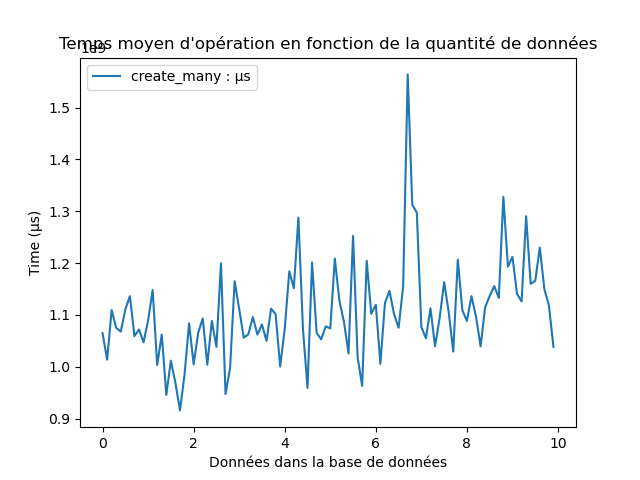 Temps moyen d'opération en fonction de la quantité de données
1e9
create_many : µs
1.5
1.4
1.3
1.2
1.1
1.0
0.9
Time (µs)
0 2 4 6 8 10
Données dans la base de données